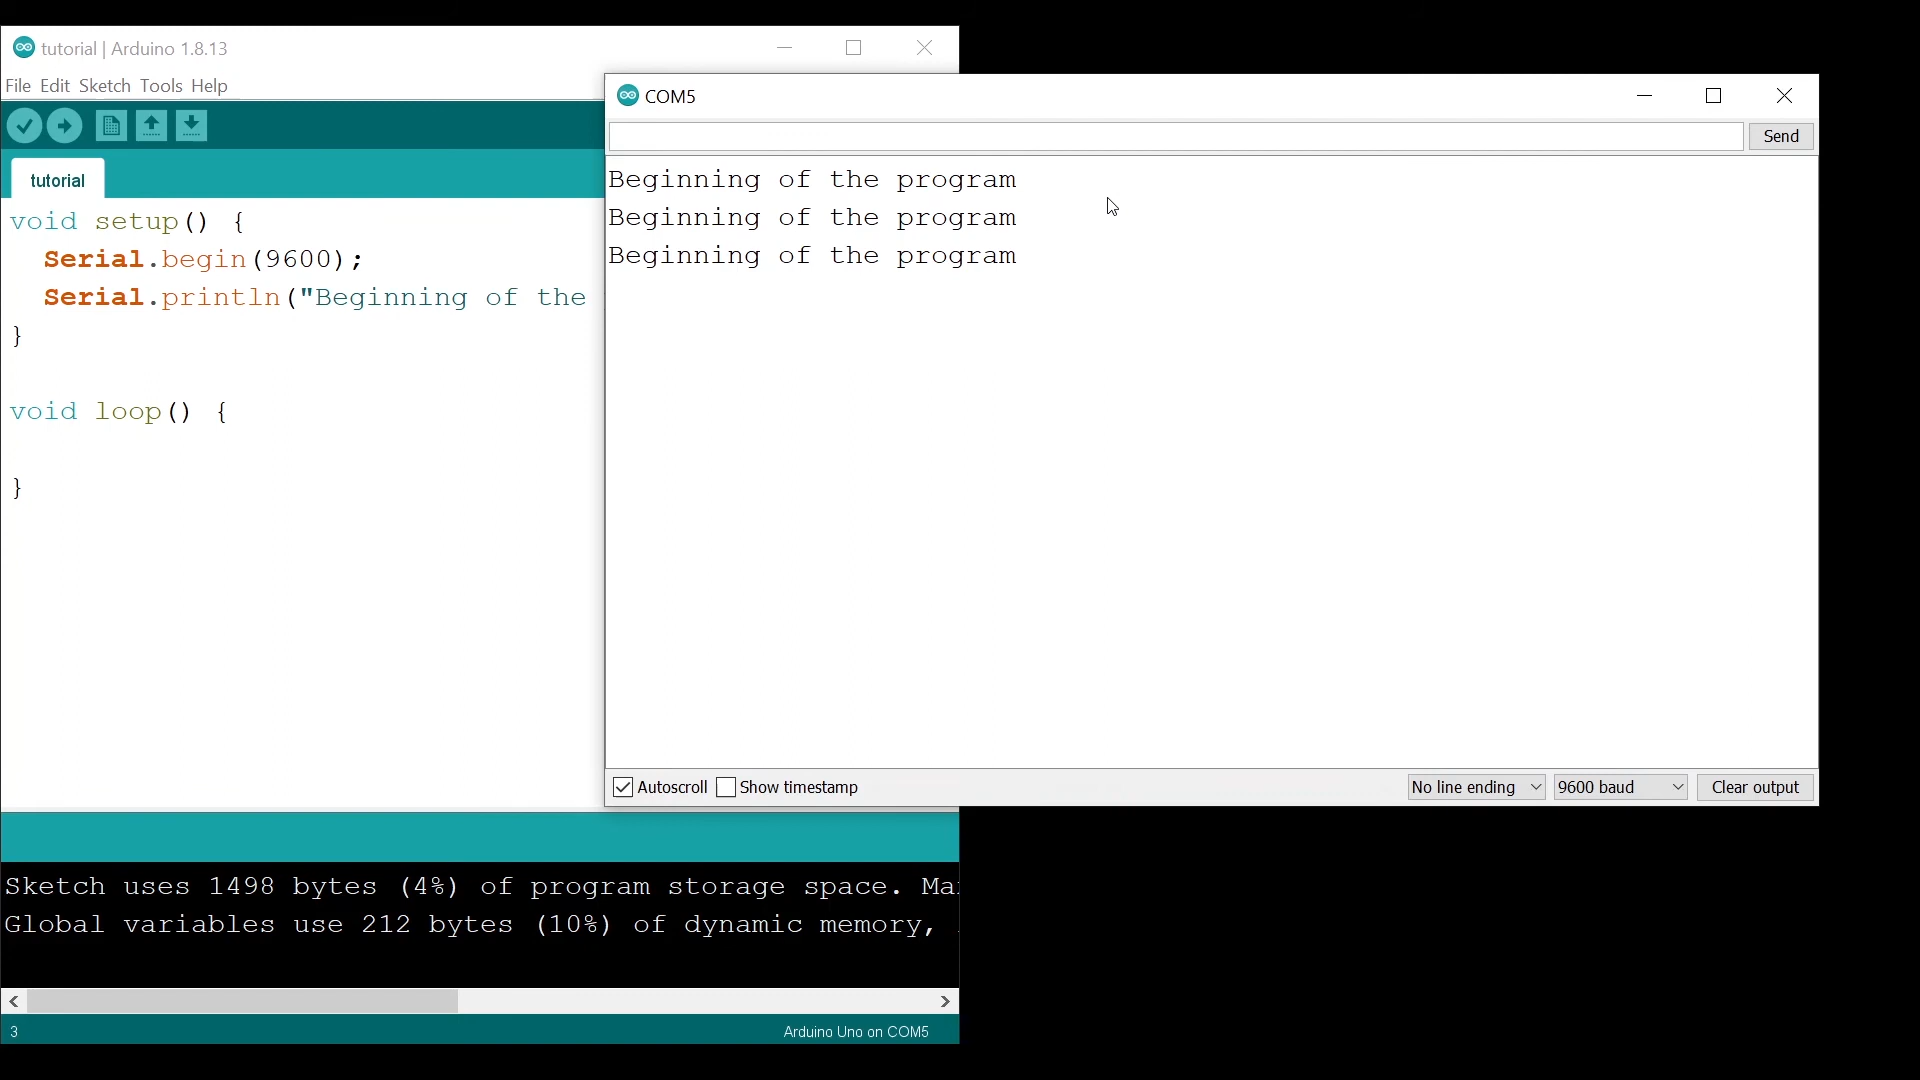 tutorial | Arduino 1.8.13
File Edit Sketch Tools Help
tutorial
void setup() {
  Serial.begin(9600);
  Serial.println("Beginning of the
}
void loop() {
}
COM5
Send
Beginning of the program
Beginning of the program
Beginning of the program
Autoscroll Show timestamp No line ending 9600 baud Clear output
Sketch uses 1498 bytes (4%) of program storage space.
Global variables use 212 bytes (10%) of dynamic memory,
3 Arduino Uno on COM5